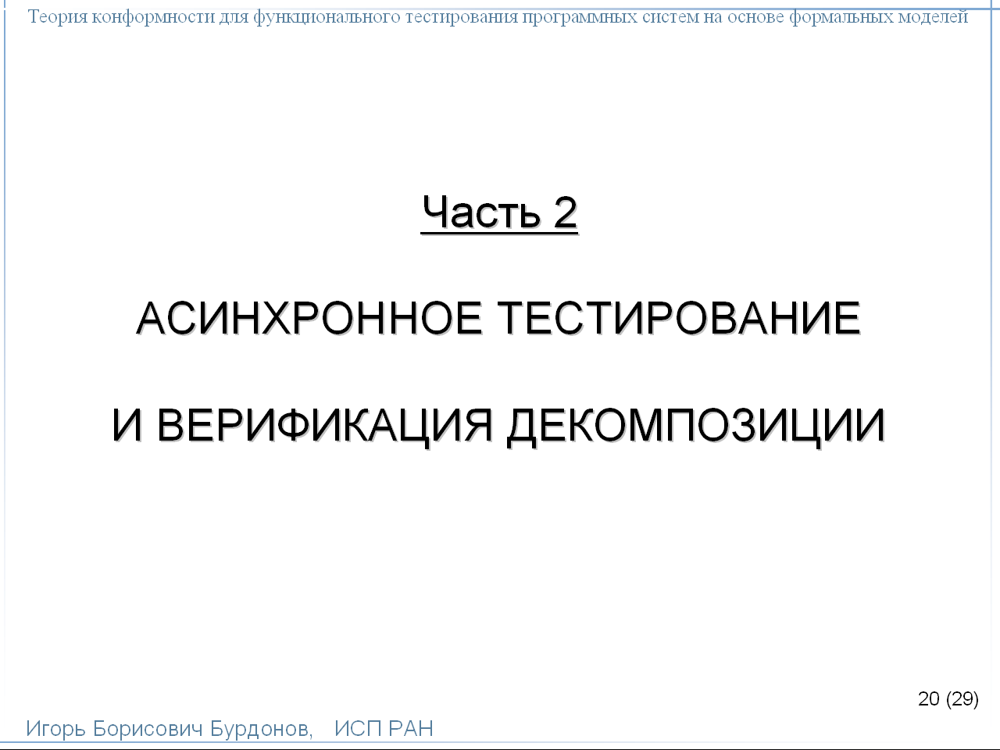 Теория конформности для функционального тестирования программных систем на основе формальных моделей
Часть 2
АСИНХРОННОЕ ТЕСТИРОВАНИЕ
И ВЕРИФИКАЦИЯ ДЕКОМПОЗИЦИИ
20 (29)
Игорь Борисович Бурдонов, ИСП РАН